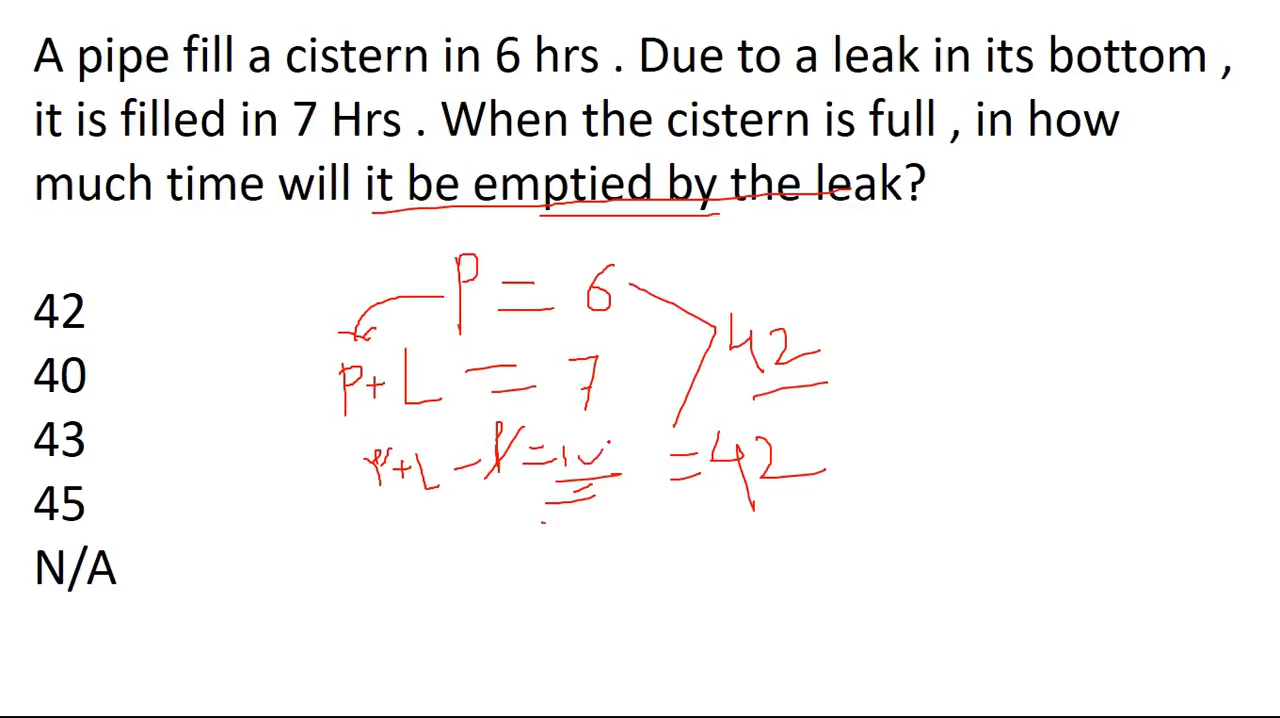 A pipe fill a cistern in 6 hrs . Due to a leak in its bottom ,
it is filled in 7 Hrs . When the cistern is full , in how
much time will it be emptied by the leak?
P = 6
42
42
P+ L = 7
40
P+L - P = = 42
43
45
N/A